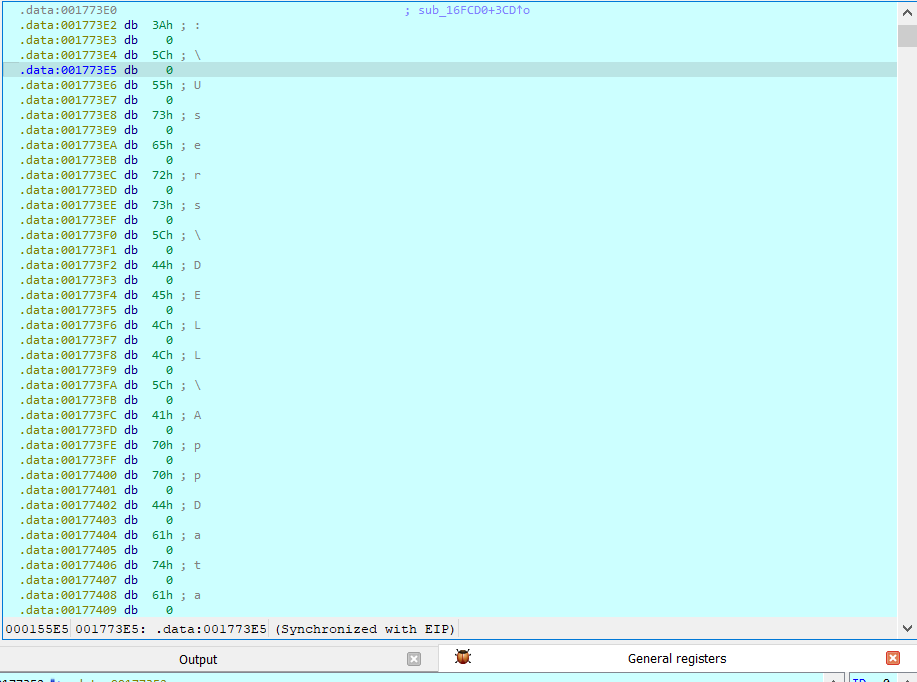 .data:001773E0 ; sub_16FCD0+3CD↑o
.data:001773E2 db 3Ah ; :
.data:001773E3 db 0
.data:001773E4 db 5Ch ; \
.data:001773E5 db 0
.data:001773E6 db 55h ; U
.data:001773E7 db 0
.data:001773E8 db 73h ; s
.data:001773E9 db 0
.data:001773EA db 65h ; e
.data:001773EB db 0
.data:001773EC db 72h ; r
.data:001773ED db 0
.data:001773EE db 73h ; s
.data:001773EF db 0
.data:001773F0 db 5Ch ; \
.data:001773F1 db 0
.data:001773F2 db 44h ; D
.data:001773F3 db 0
.data:001773F4 db 45h ; E
.data:001773F5 db 0
.data:001773F6 db 4Ch ; L
.data:001773F7 db 0
.data:001773F8 db 4Ch ; L
.data:001773F9 db 0
.data:001773FA db 5Ch ; \
.data:001773FB db 0
.data:001773FC db 41h ; A
.data:001773FD db 0
.data:001773FE db 70h ; p
.data:001773FF db 0
.data:00177400 db 70h ; p
.data:00177401 db 0
.data:00177402 db 44h ; D
.data:00177403 db 0
.data:00177404 db 61h ; a
.data:00177405 db 0
.data:00177406 db 74h ; t
.data:00177407 db 0
.data:00177408 db 61h ; a
.data:00177409 db 0
000155E5 001773E5: .data:001773E5 (Synchronized with EIP)
Output General registers